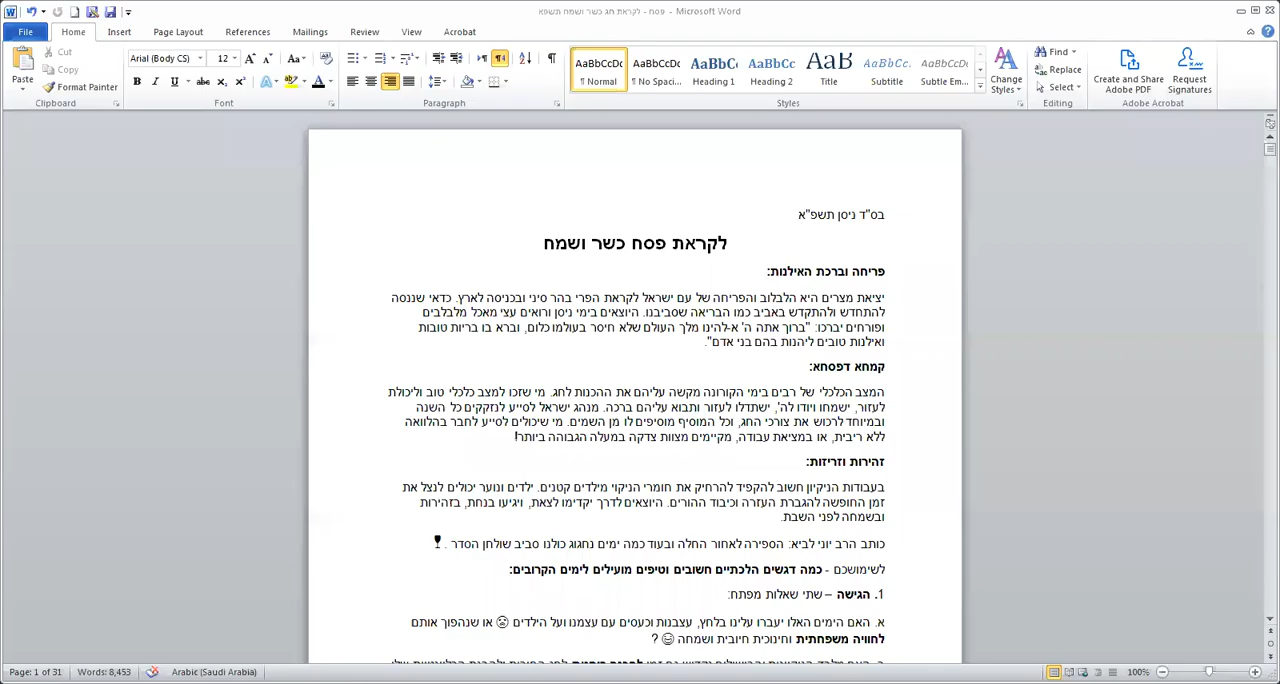 פסח - לקראת חג כשר ושמח תשפא - Microsoft Word
File Home Insert Page Layout References Mailings Review View Acrobat
Paste
Cut
Copy
Format Painter
Clipboard
Arial (Body CS) 12
Font
Paragraph
AaBbCcDc AaBbCcDc AaBbC AaBbCc AaB AaBbCc. AaBbCcDc
¶ Normal ¶ No Spaci... Heading 1 Heading 2 Title Subtitle Subtle Em...
Change Styles
Styles
Find
Replace
Select
Editing
Create and Share Adobe PDF
Request Signatures
Adobe Acrobat
בס"ד ניסן תשפ"א
לקראת פסח כשר ושמח
פריחה וברכת האילנות:
יציאת מצרים היא הלבלוב והפריחה של עם ישראל לקראת הפרי בהר סיני ובכניסה לארץ. כדאי שננסה
להתחדש ולהתקדש באביב כמו הבריאה שסביבנו. היוצאים בימי ניסן ורואים עצי מאכל מלבלבים
ופורחים יברכו: "ברוך אתה ה' א-להינו מלך העולם שלא חיסר בעולמו כלום, וברא בו בריות טובות
ואילנות טובים ליהנות בהם בני אדם".
קמחא דפסחא:
המצב הכלכלי של רבים בימי הקורונה מקשה עליהם את ההכנות לחג. מי שזכו למצב כלכלי טוב וליכולת
לעזור, ישמחו ויודו לה', ישתדלו לעזור ותבוא עליהם ברכה. מנהג ישראל לסייע לנזקקים כל השנה
ובמיוחד לרכוש את צורכי החג, וכל המוסיף מוסיפים לו מן השמים. מי שיכולים לסייע לחבר בהלוואה
ללא ריבית, או במציאת עבודה, מקיימים מצוות צדקה במעלה הגבוהה ביותר!
זהירות וזריזות:
בעבודות הניקיון חשוב להקפיד להרחיק את חומרי הניקוי מילדים קטנים. ילדים ונוער יכולים לנצל את
זמן החופשה להגברת העזרה וכיבוד ההורים. היוצאים לדרך יקדימו לצאת, ויגיעו בנחת, בזהירות
ובשמחה לפני השבת.
כותב הרב יוני לביא: הספירה לאחור החלה ובעוד כמה ימים נחגוג כולנו סביב שולחן הסדר . 🍷
לשימושכם - כמה דגשים הלכתיים חשובים וטיפים מועילים לימים הקרובים:
1. הגישה – שתי שאלות מפתח:
א. האם הימים האלו יעברו עלינו בלחץ, עצבנות וכעסים עם עצמנו ועל הילדים ☹ או שנהפוך אותם
לחוויה משפחתית וחינוכית חיובית ושמחה ☺ ?
Page: 1 of 31 Words: 8,453 Arabic (Saudi Arabia) 100%